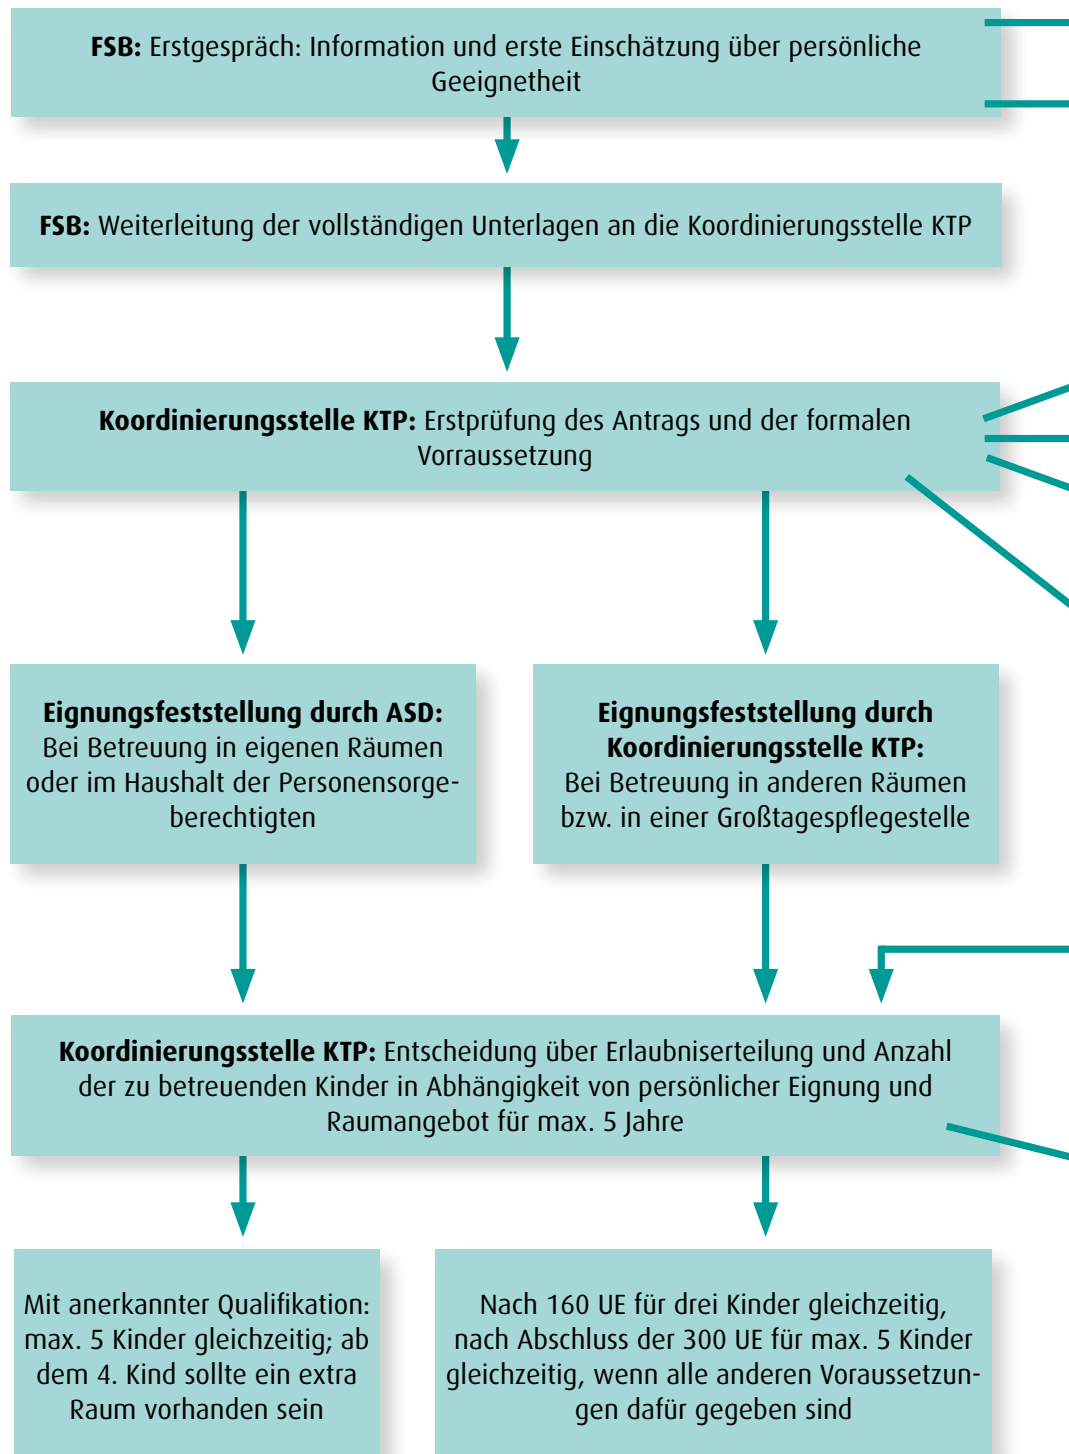 FSB: Erstgespräch: Information und erste Einschätzung über persönliche
Geeignetheit
FSB: Weiterleitung der vollständigen Unterlagen an die Koordinierungsstelle KTP
Koordinierungsstelle KTP: Erstprüfung des Antrags und der formalen
Vorraussetzung
Eignungsfeststellung durch ASD:
Bei Betreuung in eigenen Räumen
oder im Haushalt der Personensorge-
berechtigten
Eignungsfeststellung durch
Koordinierungsstelle KTP:
Bei Betreuung in anderen Räumen
bzw. in einer Großtagespflegestelle
Koordinierungsstelle KTP: Entscheidung über Erlaubniserteilung und Anzahl
der zu betreuenden Kinder in Abhängigkeit von persönlicher Eignung und
Raumangebot für max. 5 Jahre
Mit anerkannter Qualifikation:
max. 5 Kinder gleichzeitig; ab
dem 4. Kind sollte ein extra
Raum vorhanden sein
Nach 160 UE für drei Kinder gleichzeitig,
nach Abschluss der 300 UE für max. 5 Kinder
gleichzeitig, wenn alle anderen Voraussetzun-
gen dafür gegeben sind